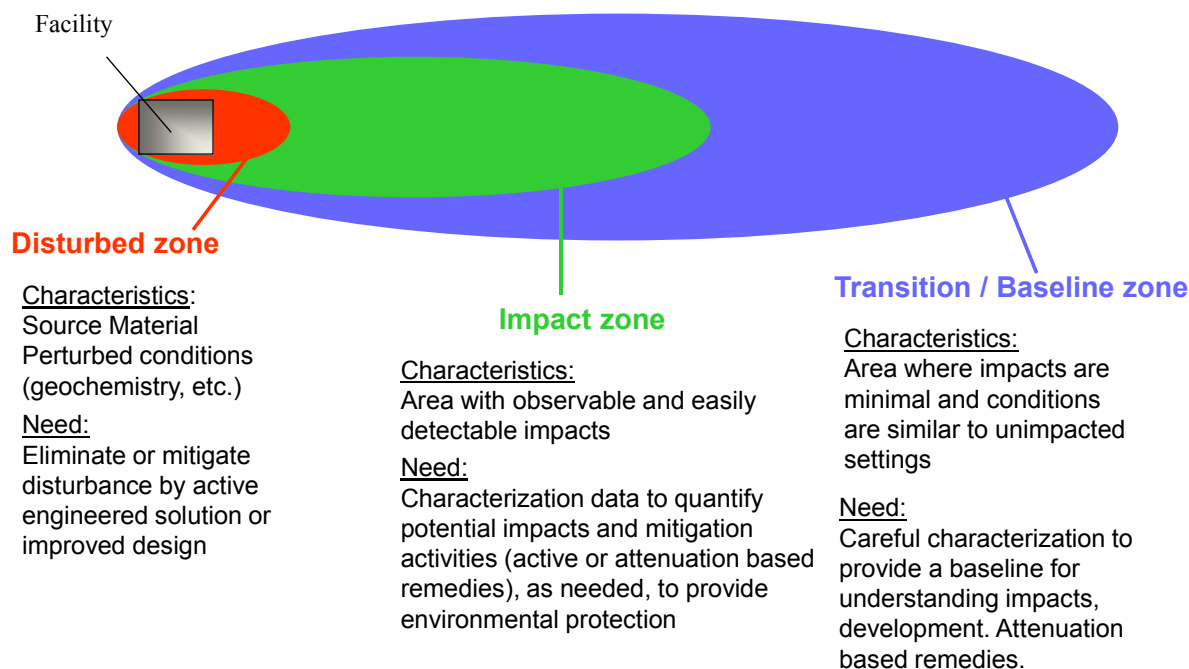 Facility
Disturbed zone
Characteristics:
Source Material
Perturbed conditions
(geochemistry, etc.)
Need:
Eliminate or mitigate
disturbance by active
engineered solution or
improved design
Impact zone
Characteristics:
Area with observable and easily
detectable impacts
Need:
Characterization data to quantify
potential impacts and mitigation
activities (active or attenuation based
remedies), as needed, to provide
environmental protection
Transition / Baseline zone
Characteristics:
Area where impacts are
minimal and conditions
are similar to unimpacted
settings
Need:
Careful characterization to
provide a baseline for
understanding impacts,
development. Attenuation
based remedies.